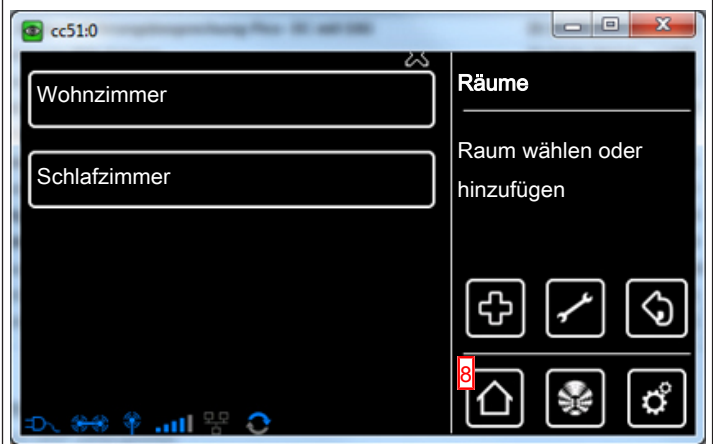 cc51:0
Wohnzimmer
Schlafzimmer
Räume
Raum wählen oder
hinzufügen
8